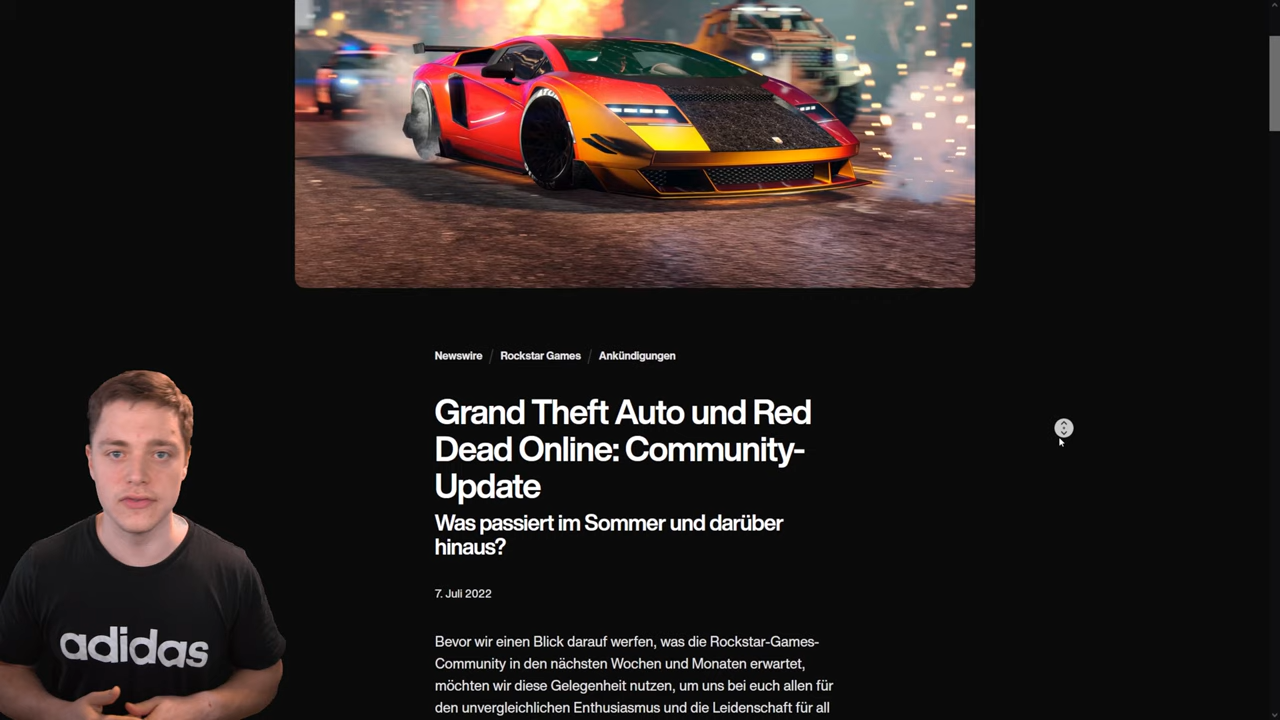 Newswire / Rockstar Games / Ankündigungen
Grand Theft Auto und Red
Dead Online: Community-
Update
Was passiert im Sommer und darüber
hinaus?
7. Juli 2022
Bevor wir einen Blick darauf werfen, was die Rockstar-Games-
Community in den nächsten Wochen und Monaten erwartet,
möchten wir diese Gelegenheit nutzen, um uns bei euch allen für
den unvergleichlichen Enthusiasmus und die Leidenschaft für all
adidas